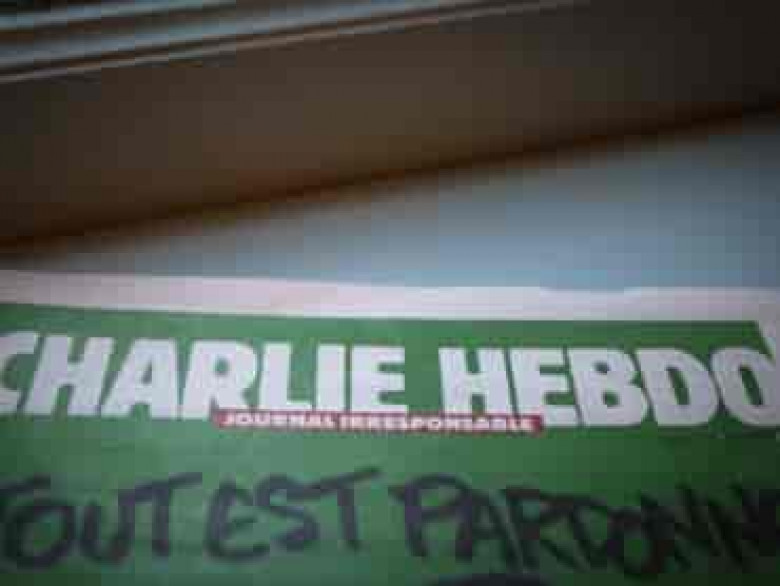 CHARLIE HEBDO
JOURNAL IRRESPONSABLE
TOUT EST PARDONN